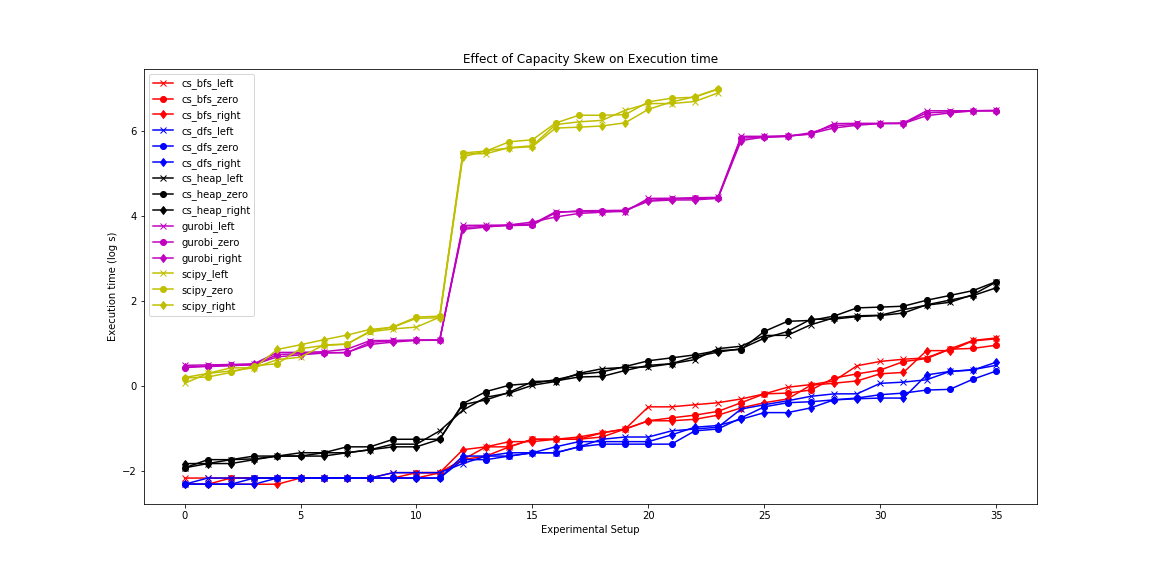 Effect of Capacity Skew on Execution time
cs_bfs_left
cs_bfs_zero
cs_bfs_right
cs_dfs_left
cs_dfs_zero
cs_dfs_right
cs_heap_left
cs_heap_zero
cs_heap_right
gurobi_left
gurobi_zero
gurobi_right
scipy_left
scipy_zero
scipy_right
Execution time (log s)
6
4
2
0
−2
0 5 10 15 20 25 30 35
Experimental Setup